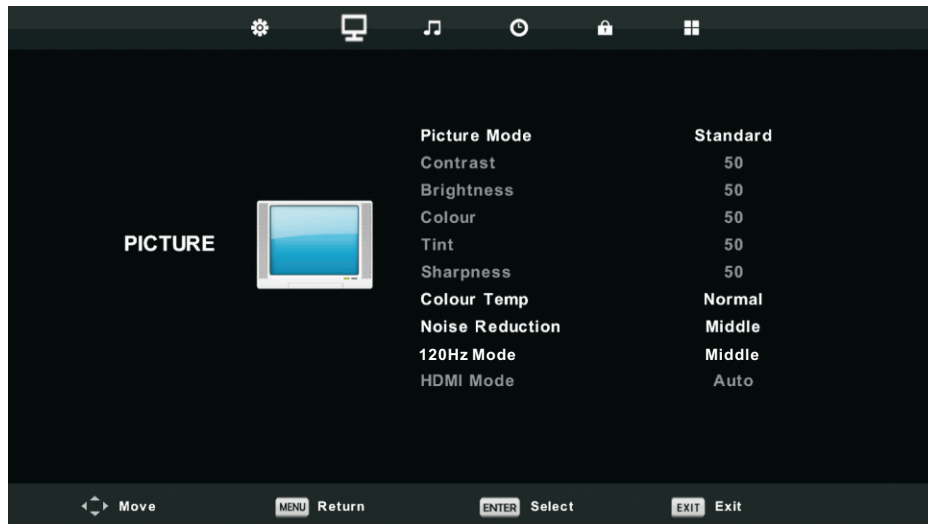 Picture Mode Standard
Contrast 50
Brightness 50
PICTURE
Colour 50
Tint 50
Sharpness 50
Colour Temp Normal
Noise Reduction Middle
120Hz Mode Middle
HDMI Mode Auto
Move MENU Return ENTER Select EXIT Exit